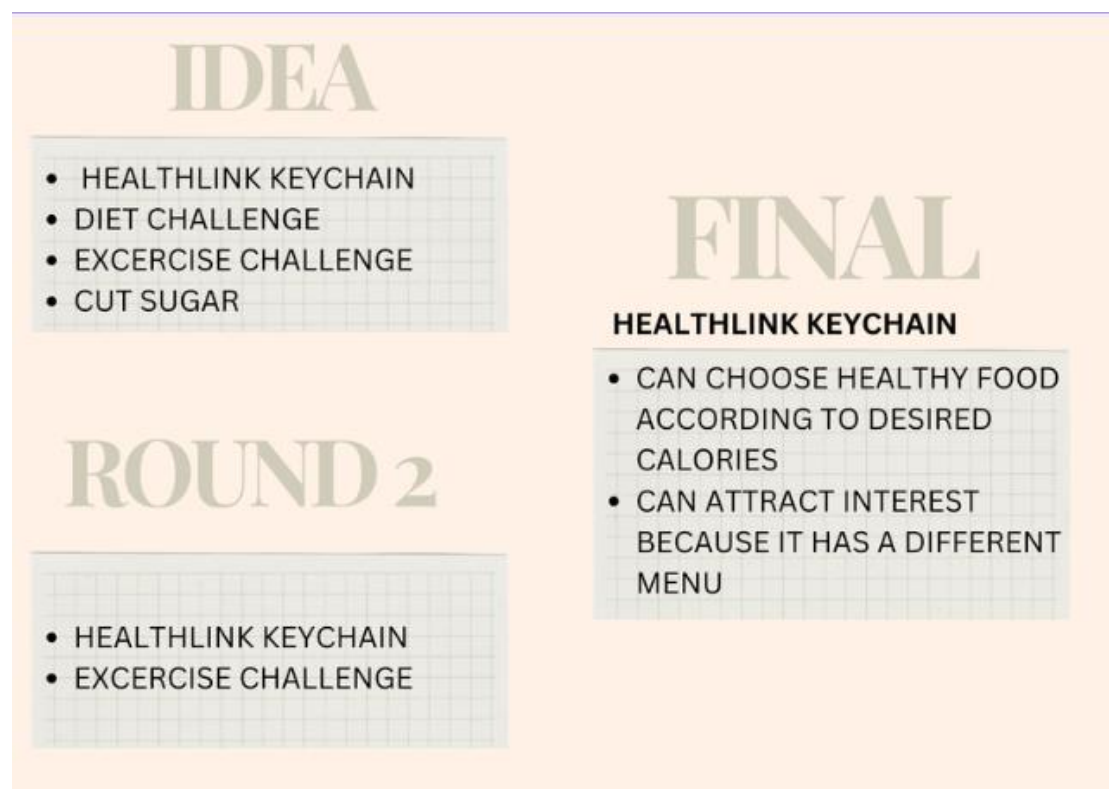 IDEA
• HEALTHLINK KEYCHAIN
• DIET CHALLENGE
• EXCERCISE CHALLENGE
• CUT SUGAR
ROUND 2
• HEALTHLINK KEYCHAIN
• EXCERCISE CHALLENGE
FINAL
HEALTHLINK KEYCHAIN
• CAN CHOOSE HEALTHY FOOD
ACCORDING TO DESIRED
CALORIES
• CAN ATTRACT INTEREST
BECAUSE IT HAS A DIFFERENT
MENU